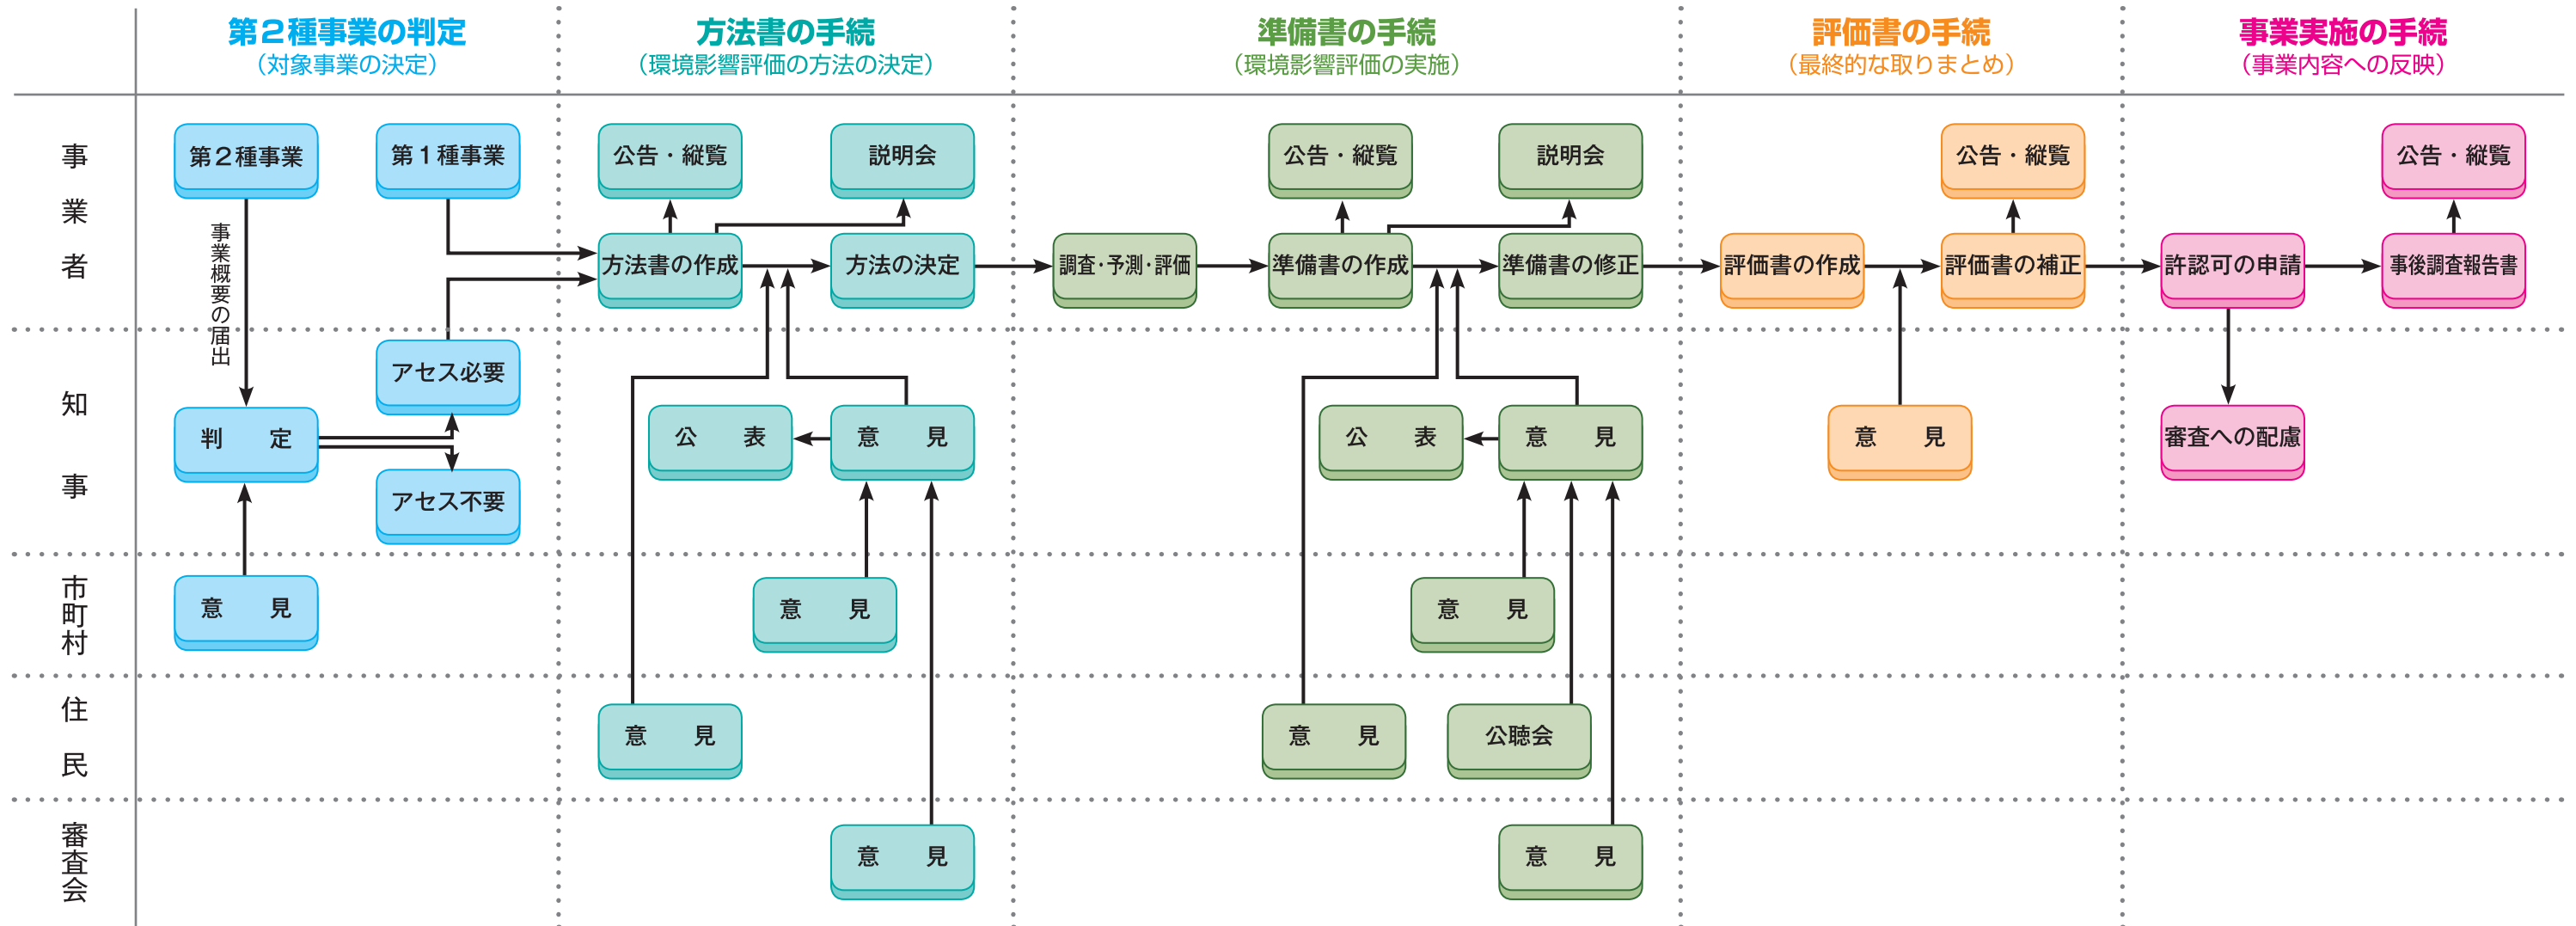 第２種事業の判定
（対象事業の決定）
方法書の手続
（環境影響評価の方法の決定）
準備書の手続
（環境影響評価の実施）
評価書の手続
（最終的な取りまとめ）
事業実施の手続
（事業内容への反映）
事業者
第２種事業
第１種事業
公告・縦覧
説明会
公告・縦覧
説明会
公告・縦覧
公告・縦覧
事業概要の届出
方法書の作成
方法の決定
調査・予測・評価
準備書の作成
準備書の修正
評価書の作成
評価書の補正
許認可の申請
事後調査報告書
知事
アセス必要
判　定
公　表
意　見
公　表
意　見
意　見
審査への配慮
アセス不要
市町村
意　見
意　見
意　見
住民
意　見
意　見
公聴会
審査会
意　見
意　見